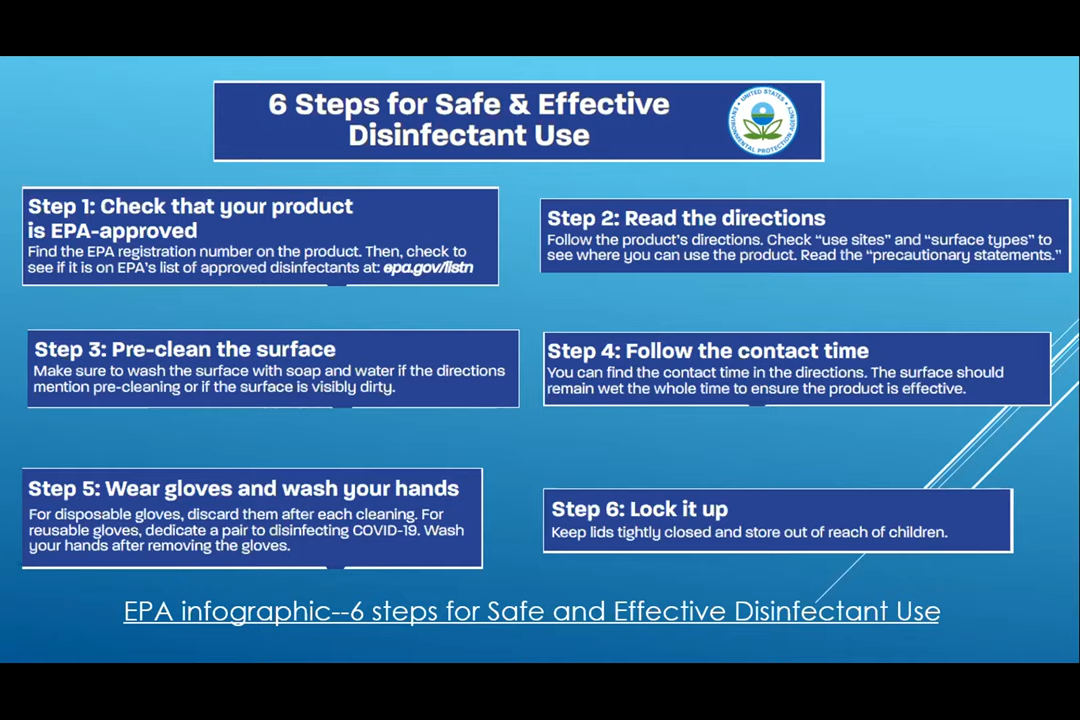 6 Steps for Safe & Effective
Disinfectant Use
UNITED STATES
ENVIRONMENTAL PROTECTION AGENCY
Step 1: Check that your product
is EPA-approved
Find the EPA registration number on the product. Then, check to
see if it is on EPA's list of approved disinfectants at: epa.gov/listn
Step 2: Read the directions
Follow the product's directions. Check “use sites” and “surface types” to
see where you can use the product. Read the “precautionary statements.”
Step 3: Pre-clean the surface
Make sure to wash the surface with soap and water if the directions
mention pre-cleaning or if the surface is visibly dirty.
Step 4: Follow the contact time
You can find the contact time in the directions. The surface should
remain wet the whole time to ensure the product is effective.
Step 5: Wear gloves and wash your hands
For disposable gloves, discard them after each cleaning. For
reusable gloves, dedicate a pair to disinfecting COVID-19. Wash
your hands after removing the gloves.
Step 6: Lock it up
Keep lids tightly closed and store out of reach of children.
EPA infographic--6 steps for Safe and Effective Disinfectant Use